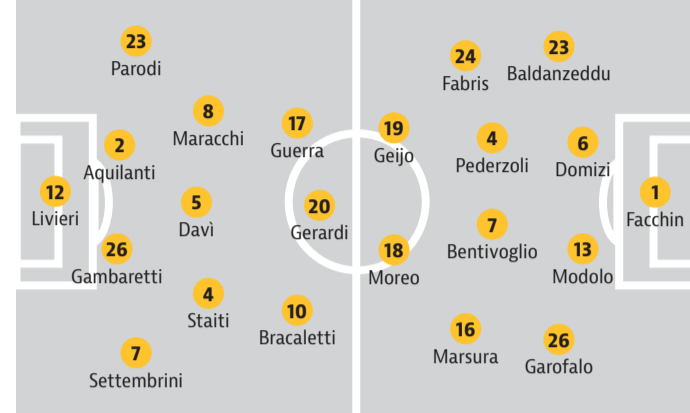 23
Parodi
8
Maracchi
17
Guerra
2
Aquilanti
12
Livieri
5
Davì
20
Gerardi
26
Gambaretti
4
Staiti
10
Bracaletti
7
Settembrini
24
Fabris
23
Baldanzeddu
19
Geijo
4
Pederzoli
6
Domizi
1
Facchin
7
Bentivoglio
18
Moreo
13
Modolo
16
Marsura
26
Garofalo